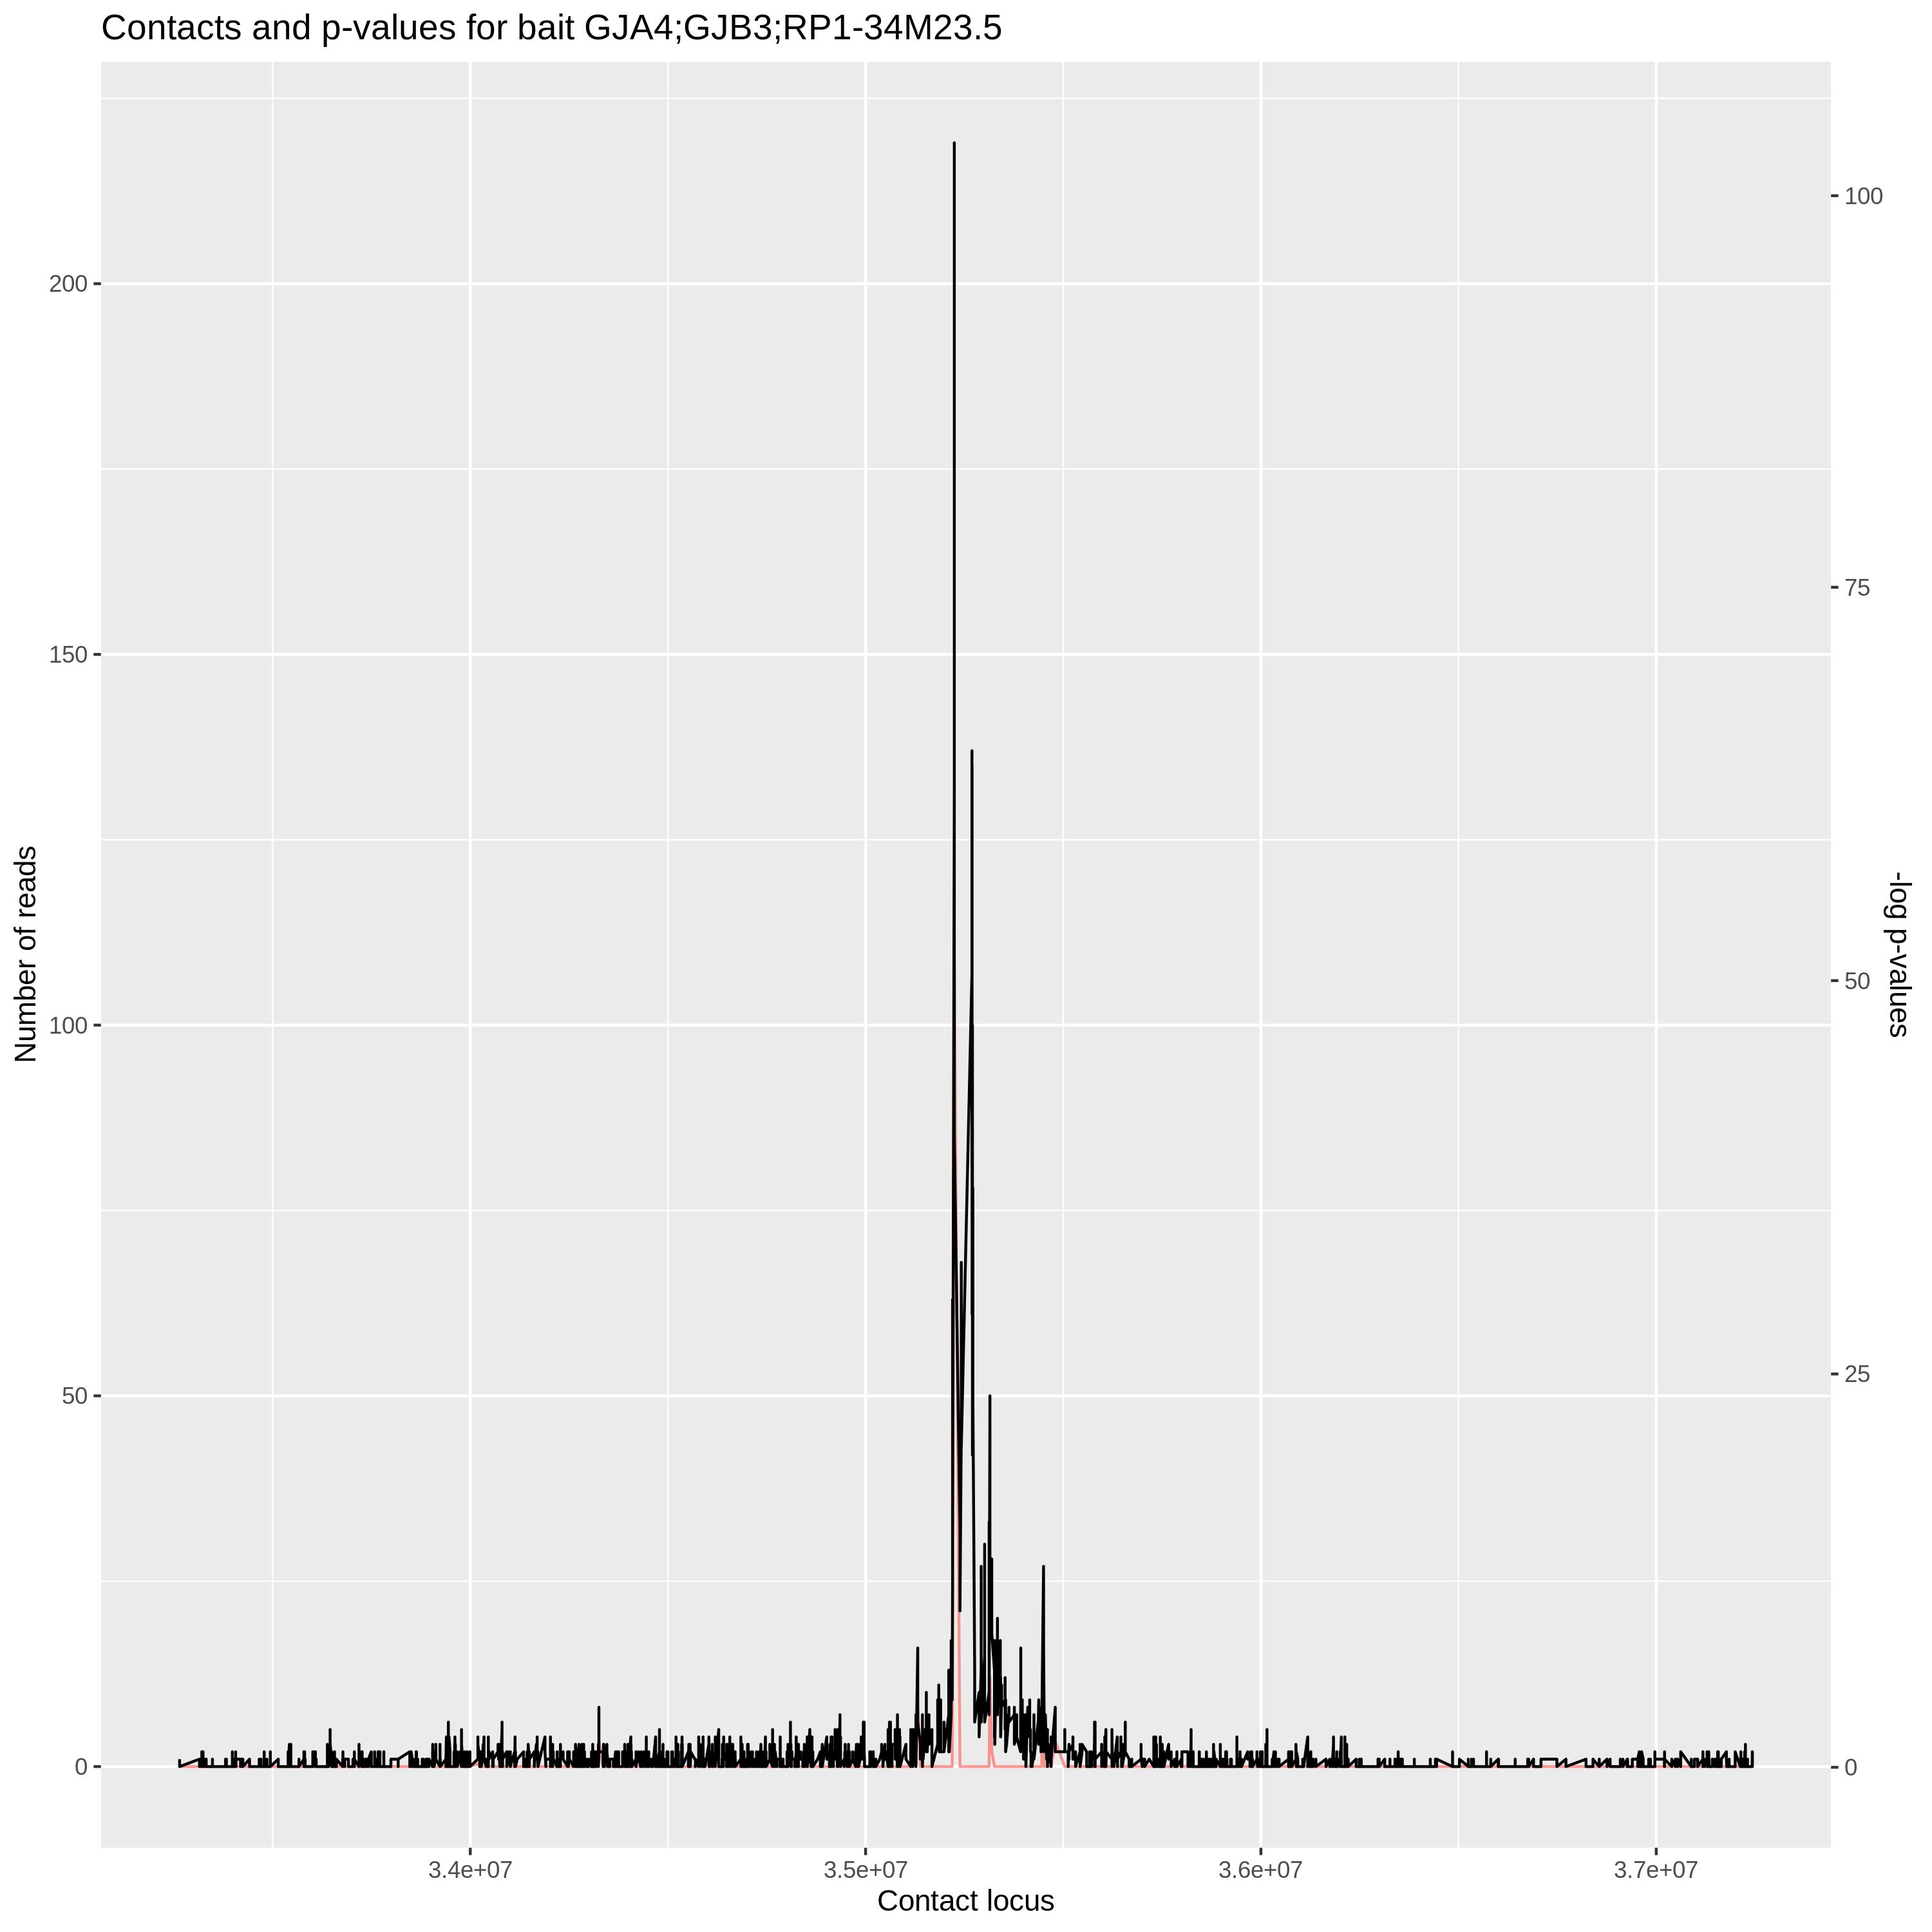 Contacts and p-values for bait GJA4;GJB3;RP1-34M23.5
Number of reads
200
150
100
50
0
100
75
50
25
0
-log p-values
3.4e+07 3.5e+07 3.6e+07 3.7e+07
Contact locus